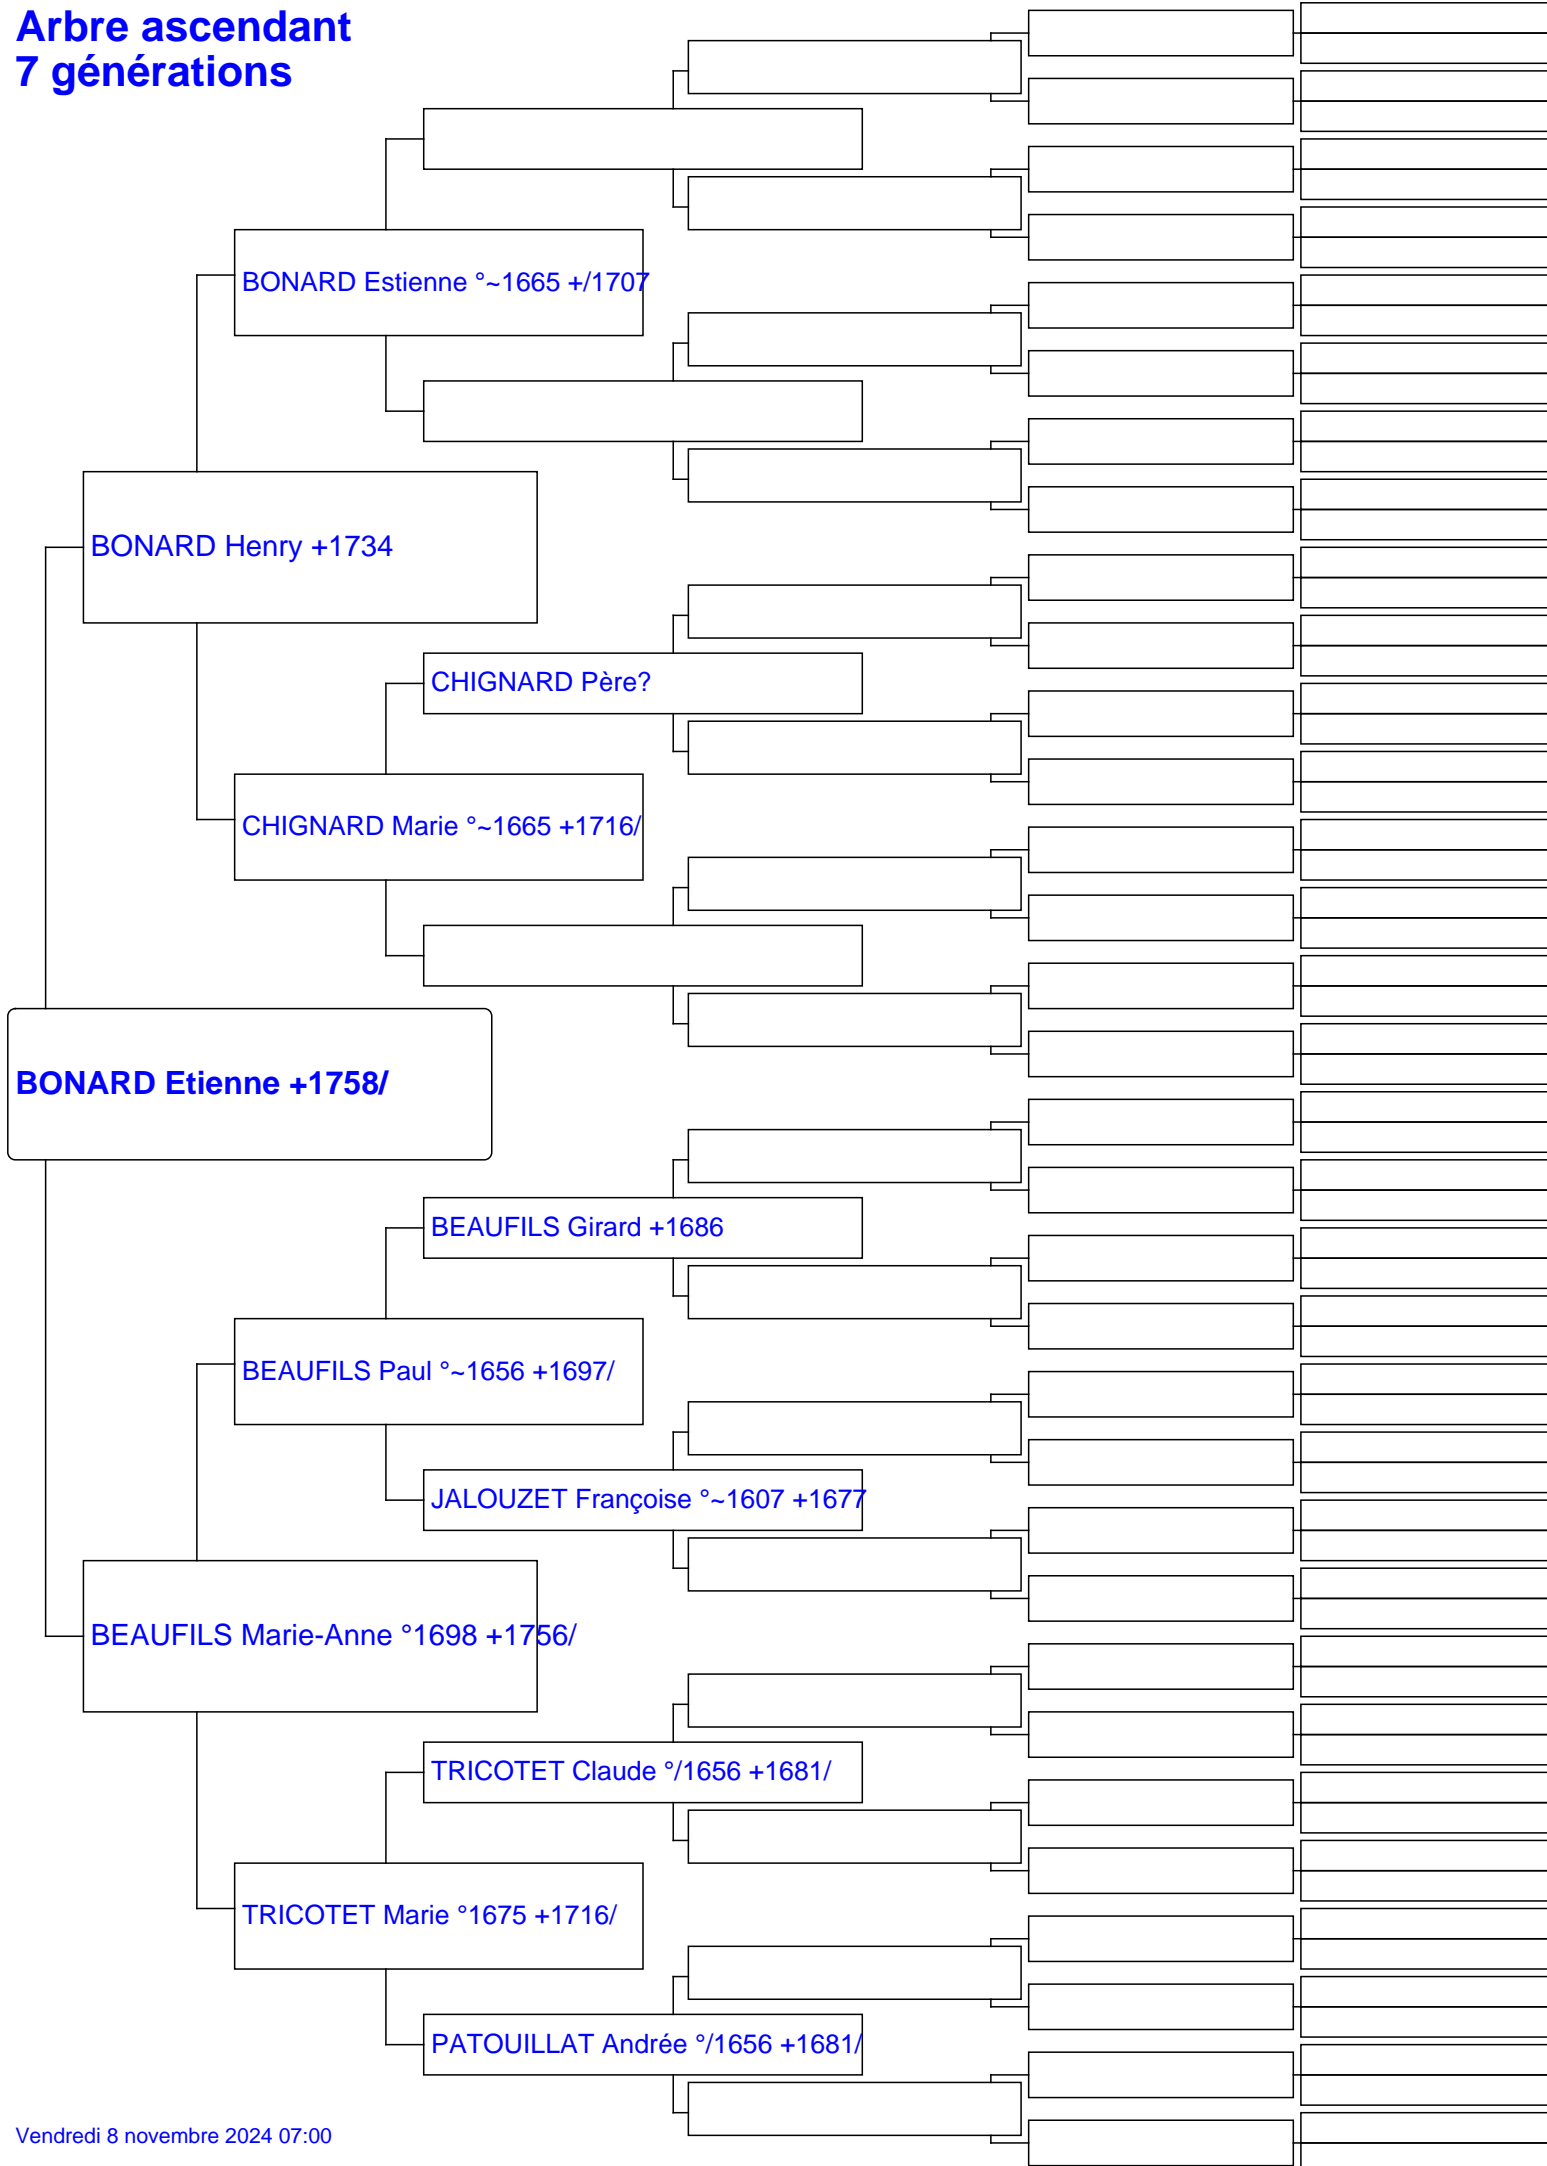 Arbre ascendant
7 générations
BONARD Estienne °~1665 +/1707
BONARD Henry +1734
CHIGNARD Père?
CHIGNARD Marie °~1665 +1716/
BONARD Etienne +1758/
BEAUFILS Girard +1686
BEAUFILS Paul °~1656 +1697/
JALOUZET Françoise °~1607 +1677
BEAUFILS Marie-Anne °1698 +1756/
TRICOTET Claude °/1656 +1681/
TRICOTET Marie °1675 +1716/
PATOUILLAT Andrée °/1656 +1681/
Vendredi 8 novembre 2024 07:00